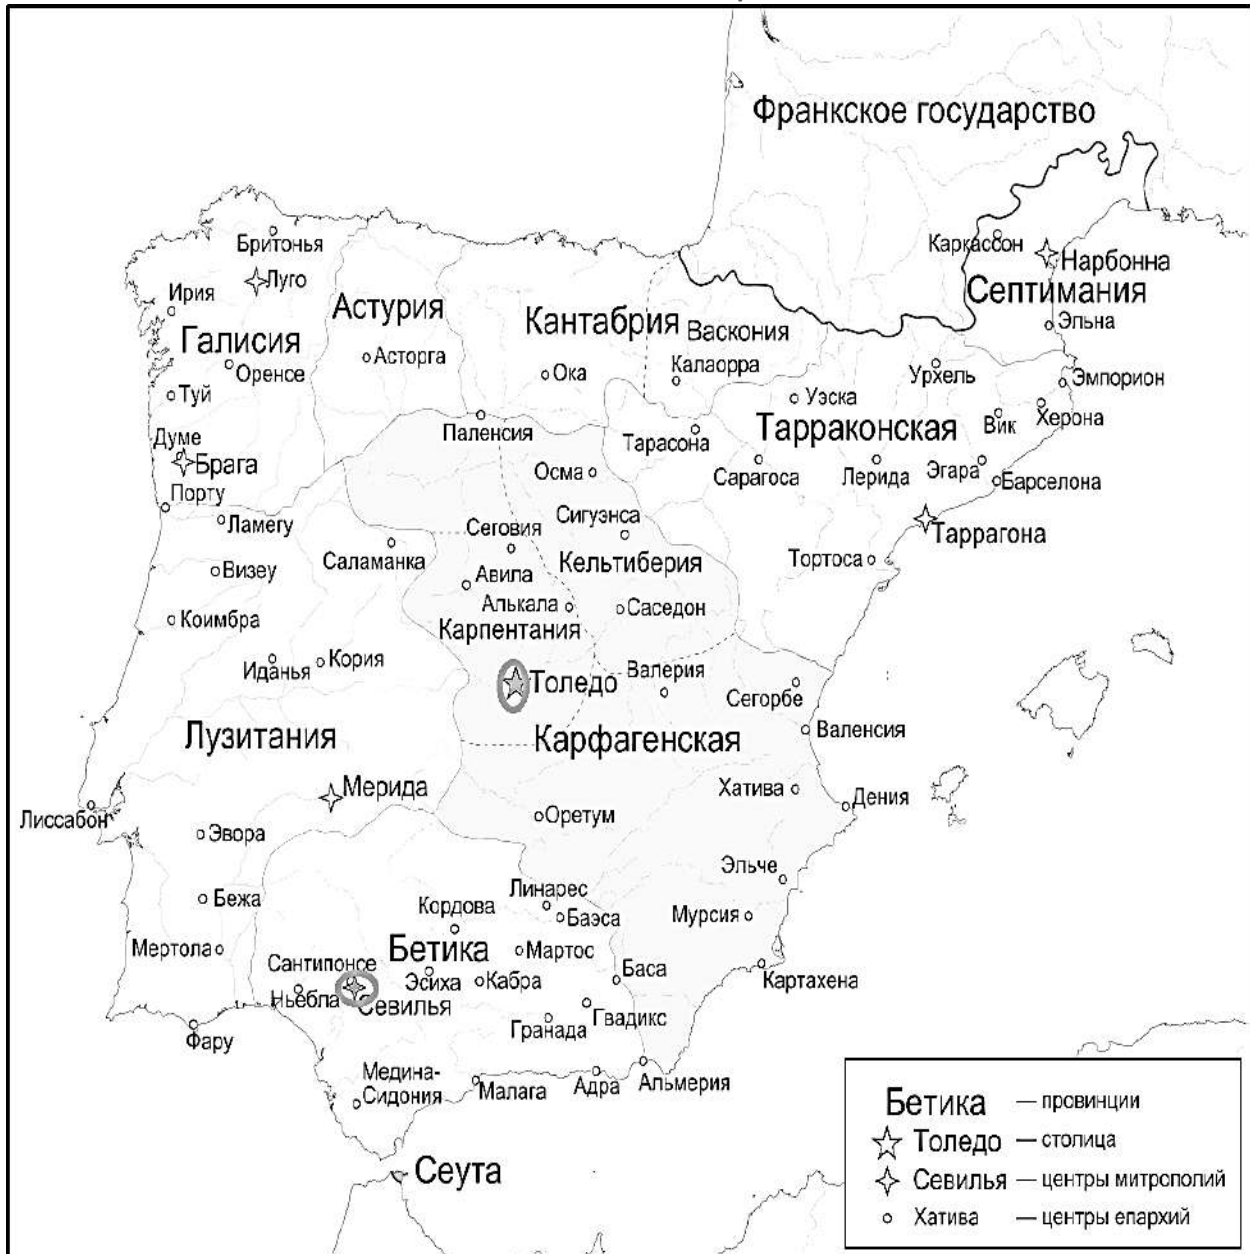 Франкское государство
Бритонья
Каркассон
Нарбонна
Луго
Ирия
Септимания
Астурия
Кантабрия
Васкония
Эльна
Галисия
Асторга
Калаорра
Оренсе
Ока
Урхель
Эмпорион
Туй
Уэска
Паленсия
Тарасона
Тарраконская
Вик
Херона
Думе
Брага
Осма
Сарагоса
Лерида
Эгара
Барселона
Порту
Ламегу
Сеговия
Сигуэнса
Таррагона
Саламанка
Кельтиберия
Тортоса
Визеу
Авила
Алькала
Саседон
Коимбра
Карпентания
Иданья
Кория
Толедо
Валерия
Сегорбе
Лузитания
Карфагенская
Валенсия
Мерида
Хатива
Дения
Лиссабон
Эвора
Оретум
Эльче
Бежа
Линарес
Кордова
Баэса
Мурсия
Мертола
Бетика
Мартос
Сантипонсе
Эсиха
Кабра
Баса
Картахена
Ньебла
Севилья
Гвадикс
Гранада
Фару
Медина-
Сидония
Малага
Адра
Альмерия
Сеута
Бетика — провинции
Толедо — столица
Севилья — центры митрополий
Хатива — центры епархий